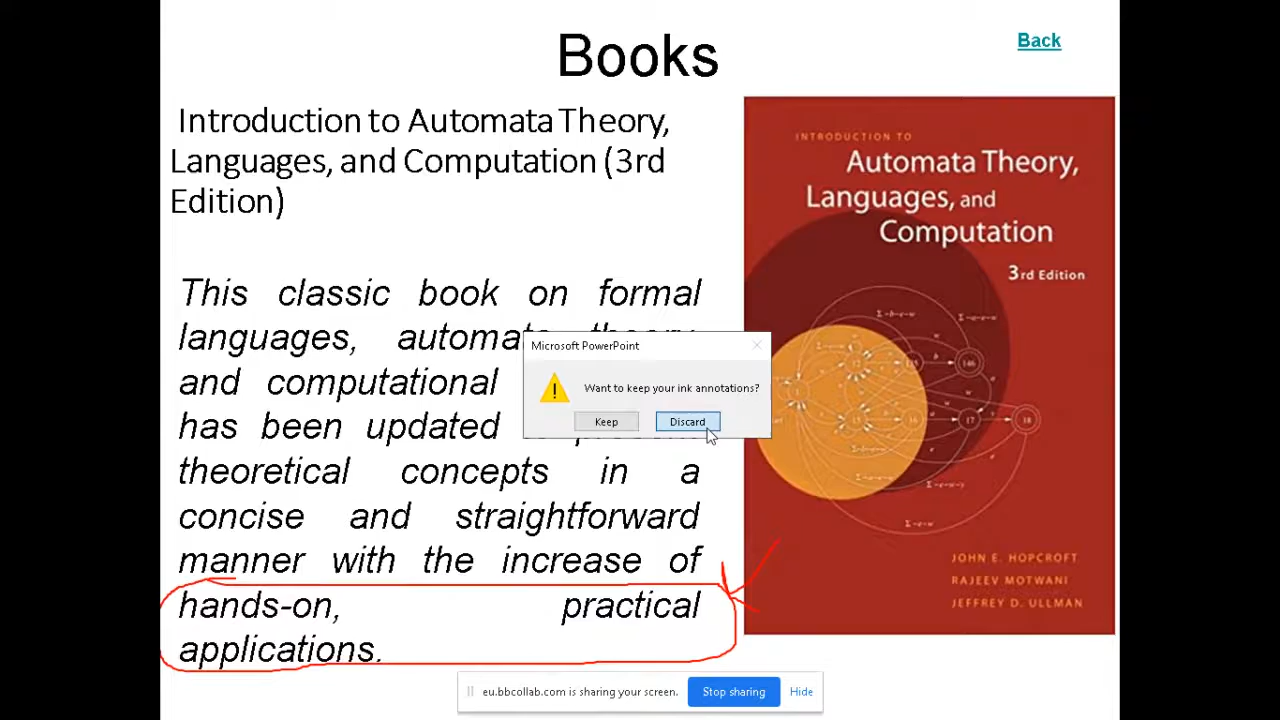 Books
Back
Introduction to Automata Theory,
Languages, and Computation (3rd
Edition)
This classic book on formal
languages, automata theory,
and computational
has been updated
theoretical concepts in a
concise and straightforward
manner with the increase of
hands-on, practical
applications.
INTRODUCTION TO
Automata Theory,
Languages, and
Computation
3rd Edition
JOHN E. HOPCROFT
RAJEEV MOTWANI
JEFFREY D. ULLMAN
Microsoft PowerPoint
Want to keep your ink annotations?
Keep
Discard
eu.bbcollab.com is sharing your screen.
Stop sharing
Hide